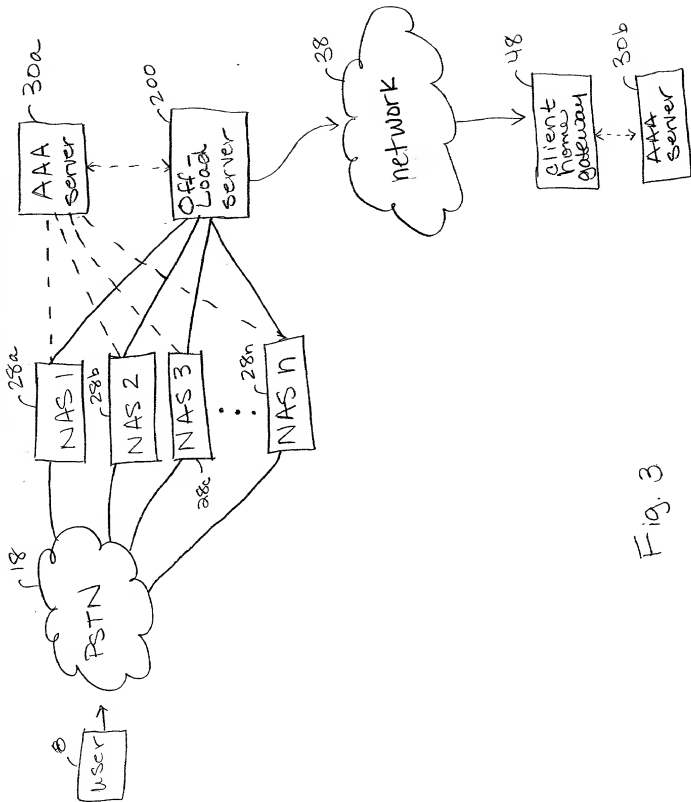 8
user
18
PSTN
28a
NAS 1
28b
NAS 2
28c
NAS 3
28n
NAS n
30a
AAA
server
200
Off
Load
server
38
network
48
client
home
gateway
30b
AAA
server
Fig. 3